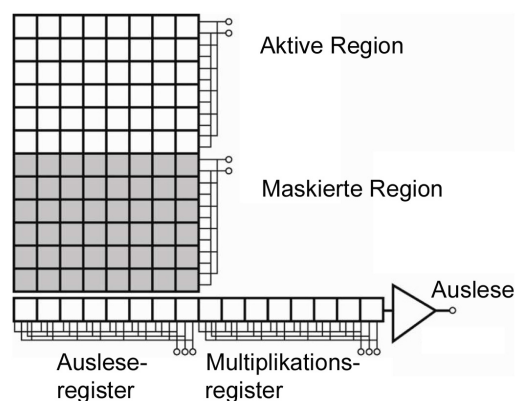 Aktive Region
Maskierte Region
Auslese
Auslese-
register
Multiplikations-
register